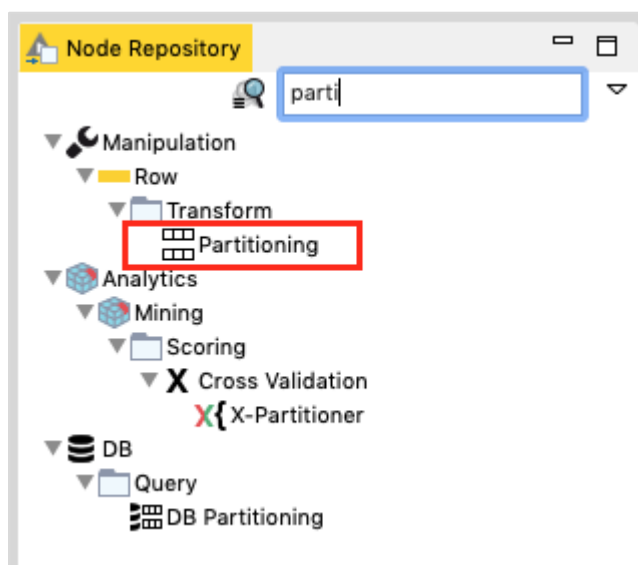 Node Repository
parti
Manipulation
Row
Transform
Partitioning
Analytics
Mining
Scoring
X Cross Validation
X{ X-Partitioner
DB
Query
DB Partitioning